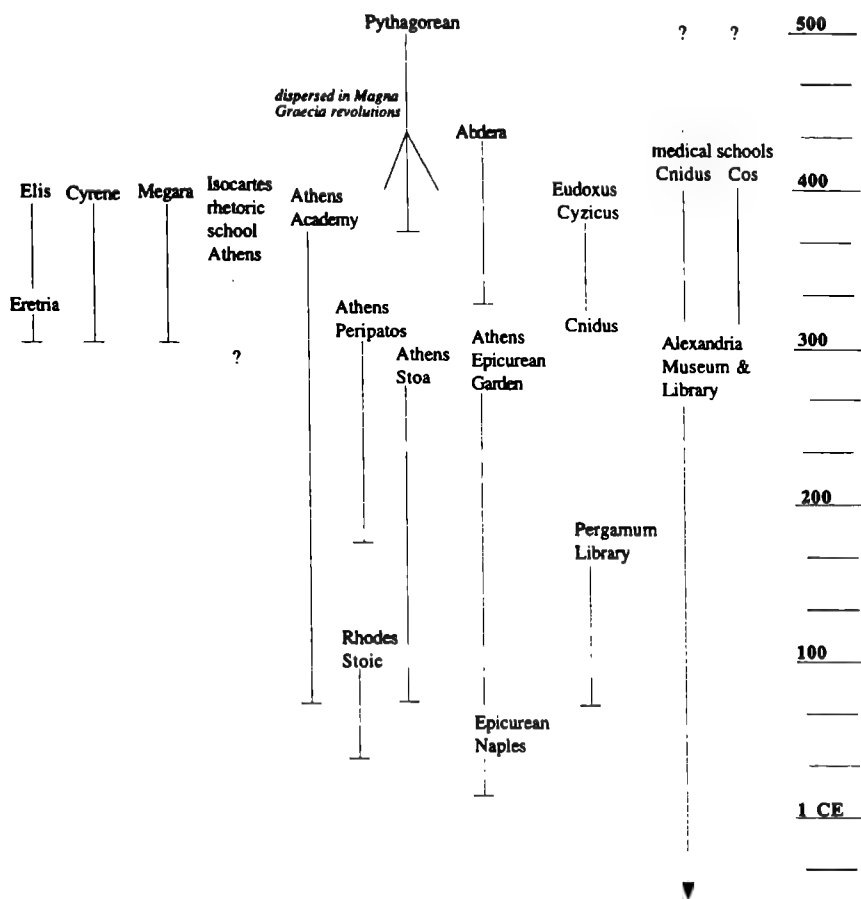 Pythagorean
? ?
500
dispersed in Magna
Graecia revolutions
Abdera
medical schools
Cnidus Cos
Elis
Cyrene
Megara
Isocartes
rhetoric
school
Athens
Athens
Academy
Eudoxus
Cyzicus
400
Eretria
Athens
Peripatos
Cnidus
?
Athens
Stoa
Athens
Epicurean
Garden
Alexandria
Museum &
Library
300
200
Pergamum
Library
Rhodes
Stoic
100
Epicurean
Naples
1 CE